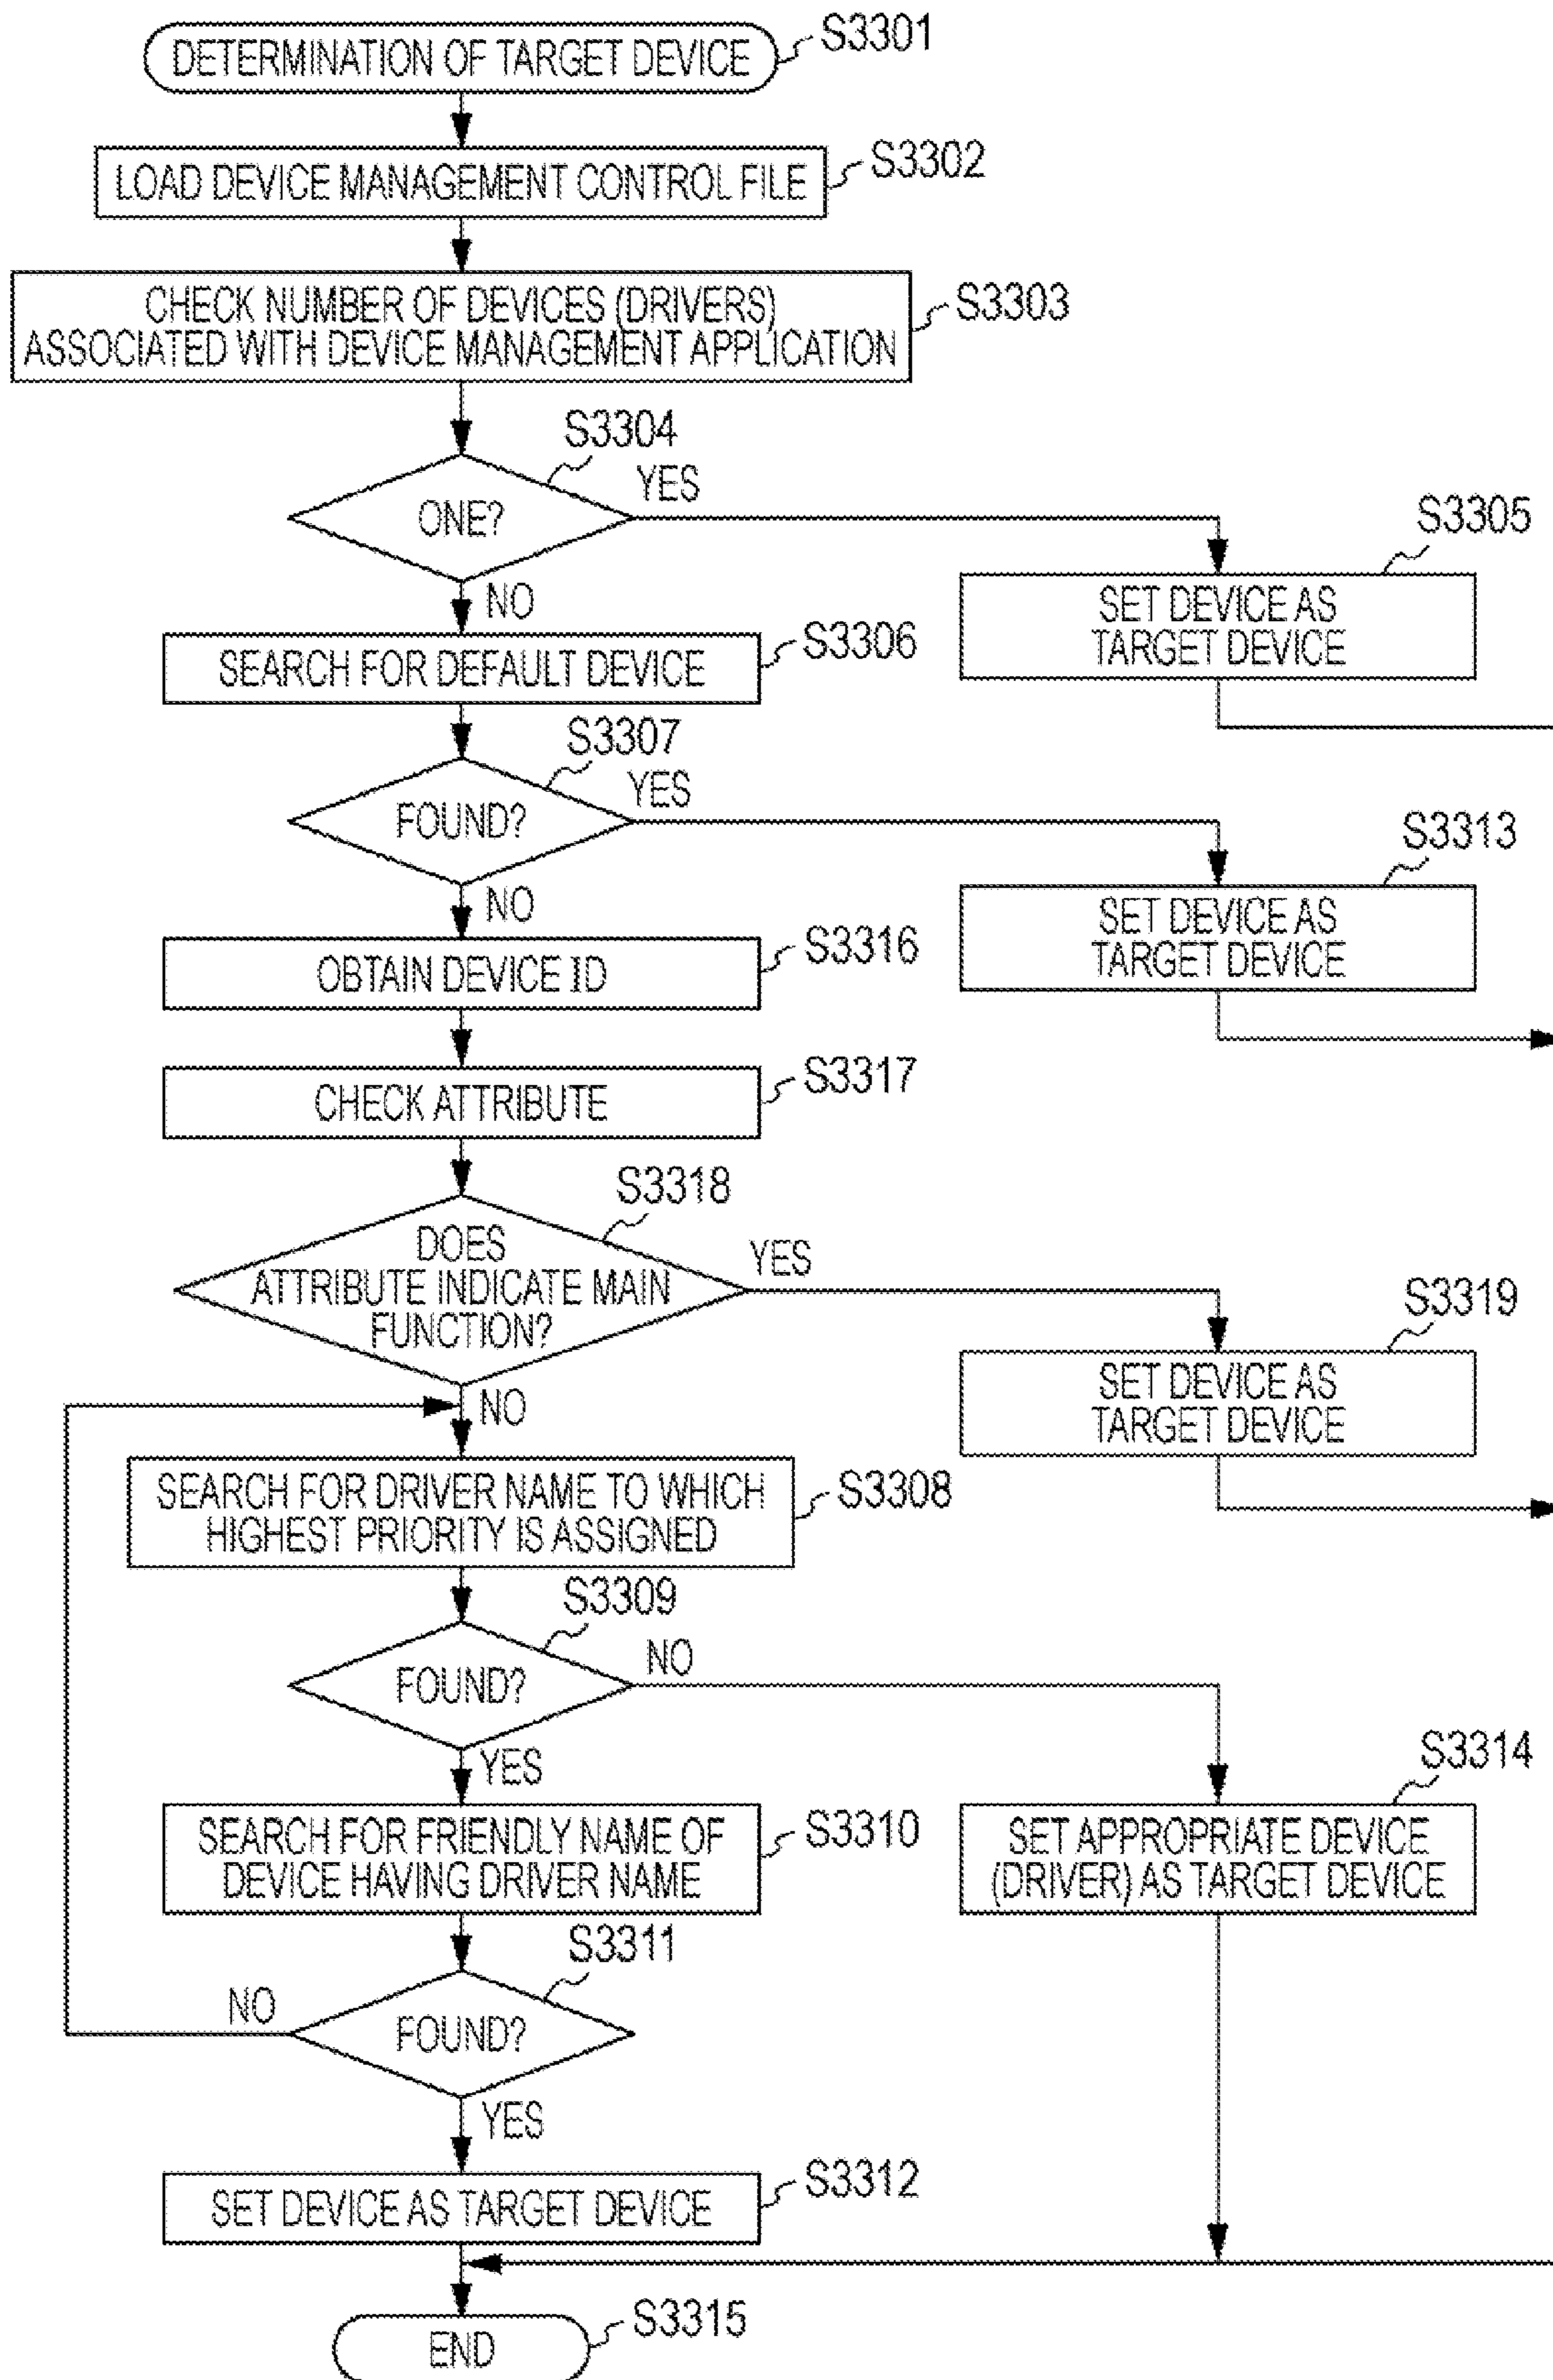 DETERMINATION OF TARGET DEVICE
S3301
LOAD DEVICE MANAGEMENT CONTROL FILE
S3302
CHECK NUMBER OF DEVICES (DRIVERS)
ASSOCIATED WITH DEVICE MANAGEMENT APPLICATION
S3303
S3304
ONE?
YES
NO
S3305
SET DEVICE AS
TARGET DEVICE
SEARCH FOR DEFAULT DEVICE
S3306
S3307
FOUND?
YES
NO
S3313
SET DEVICE AS
TARGET DEVICE
OBTAIN DEVICE ID
S3316
CHECK ATTRIBUTE
S3317
S3318
DOES
ATTRIBUTE INDICATE MAIN
FUNCTION?
YES
NO
S3319
SET DEVICE AS
TARGET DEVICE
SEARCH FOR DRIVER NAME TO WHICH
HIGHEST PRIORITY IS ASSIGNED
S3308
S3309
FOUND?
NO
YES
S3314
SET APPROPRIATE DEVICE
(DRIVER) AS TARGET DEVICE
SEARCH FOR FRIENDLY NAME OF
DEVICE HAVING DRIVER NAME
S3310
S3311
FOUND?
NO
YES
SET DEVICE AS TARGET DEVICE
S3312
END
S3315